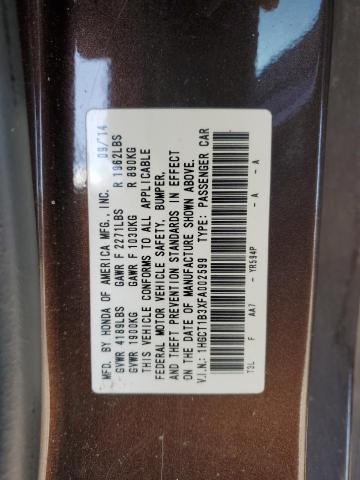 MFD. BY HONDA OF AMERICA MFG., INC. 09/14
GVWR 4189LBS GAWR F 2271LBS R 1962LBS
GVWR 1900KG GAWR F 1030KG R 890KG
THIS VEHICLE CONFORMS TO ALL APPLICABLE
FEDERAL MOTOR VEHICLE SAFETY, BUMPER,
AND THEFT PREVENTION STANDARDS IN EFFECT
ON THE DATE OF MANUFACTURE SHOWN ABOVE.
V.I.N.: 1HGCT1B3XFA002599 TYPE: PASSENGER CAR
T3L F AA7 - YR594P - A - A